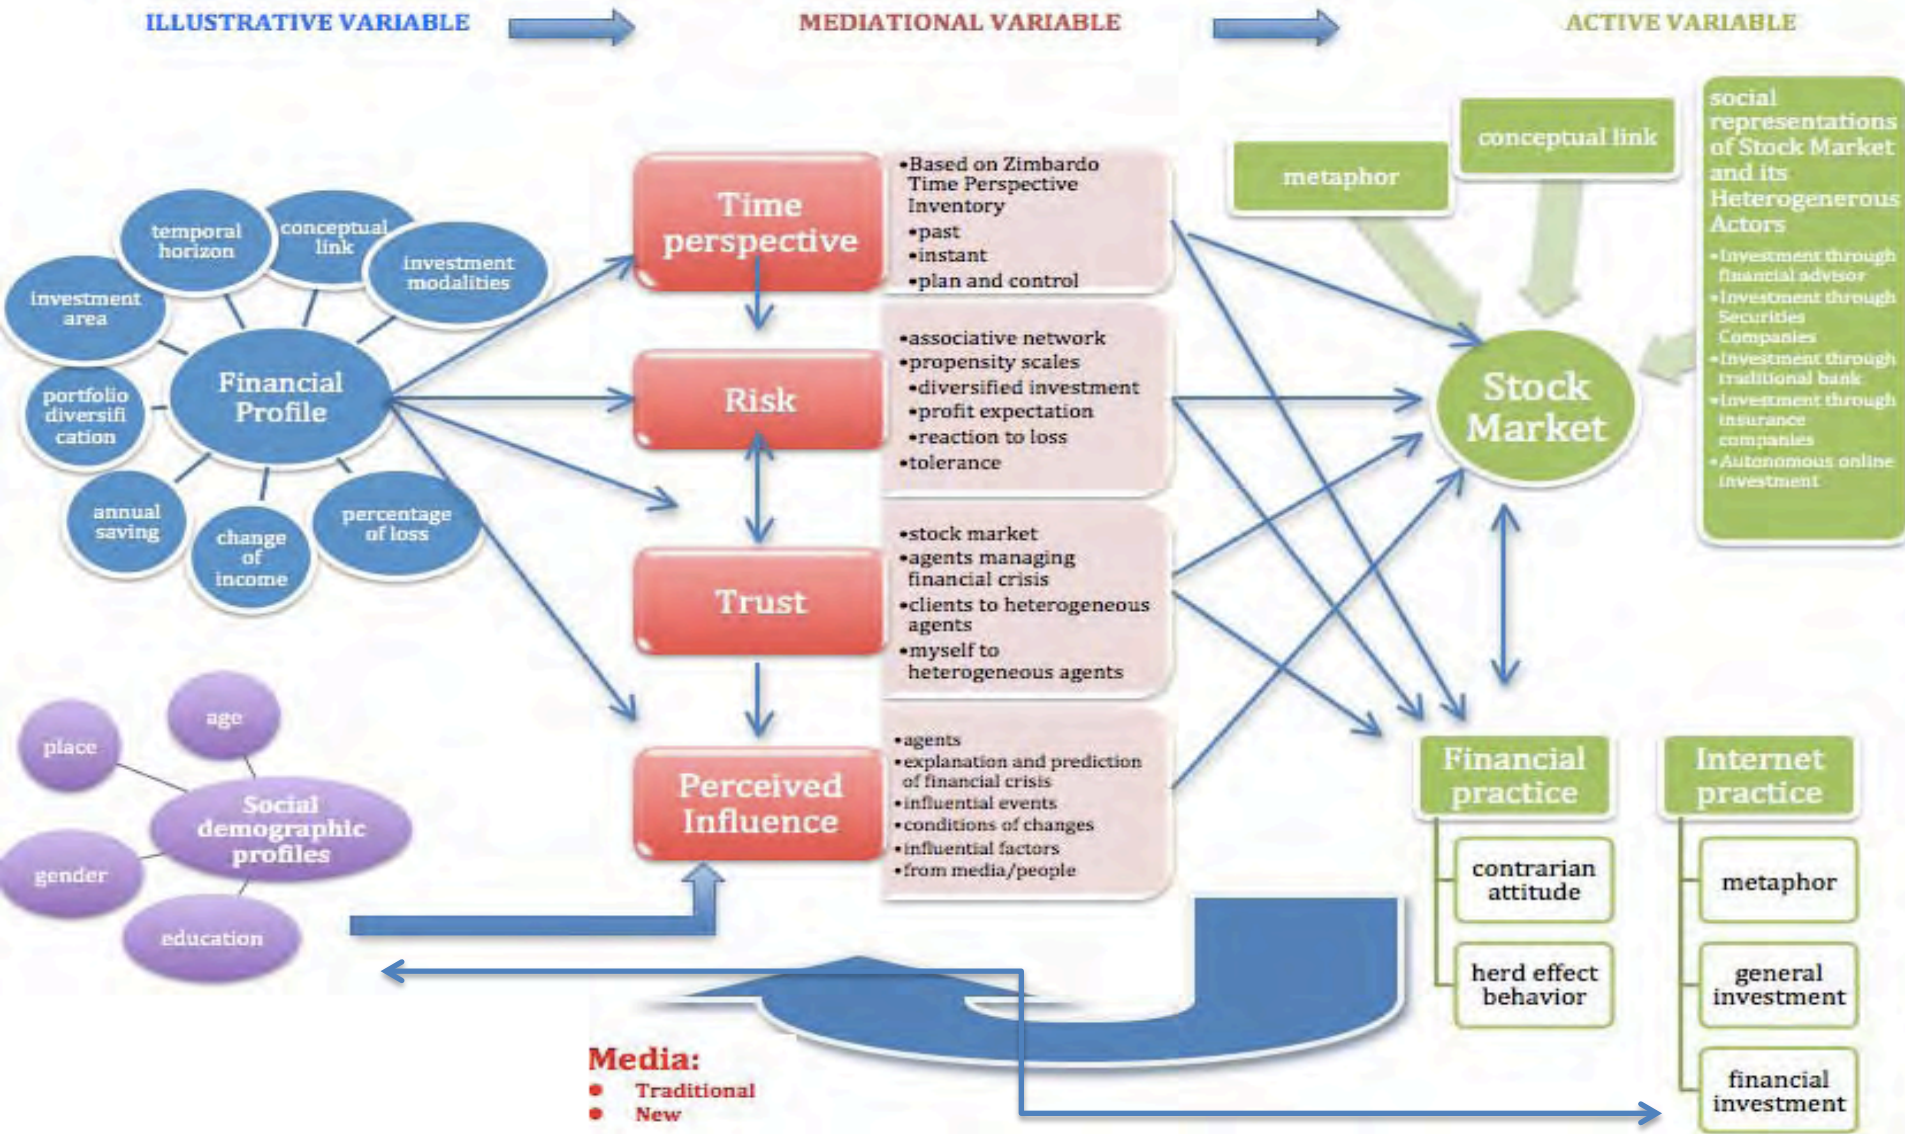 ILLUSTRATIVE VARIABLE
MEDIATIONAL VARIABLE
ACTIVE VARIABLE
temporal
horizon
conceptual
link
investment
modalities
investment
area
portfolio
diversifi
cation
Financial
Profile
annual
saving
change
of
income
percentage
of loss
age
place
Social
demographic
profiles
gender
education
Time
perspective
•Based on Zimbardo
Time Perspective
Inventory
•past
•instant
•plan and control
Risk
•associative network
•propensity scales
•diversified investment
•profit expectation
•reaction to loss
•tolerance
Trust
•stock market
•agents managing
financial crisis
•clients to heterogeneous
agents
•myself to
heterogeneous agents
Perceived
Influence
•agents
•explanation and prediction
of financial crisis
•influential events
•conditions of changes
•influential factors
•from media/people
Media:
• Traditional
• New
metaphor
conceptual link
social
representations
of Stock Market
and its
Heterogenerous
Actors
•Investment through
financial advisor
•Investment through
Securities
Companies
•Investment through
traditional bank
•Investment through
insurance
companies
•Autonomous online
investment
Stock
Market
Financial
practice
contrarian
attitude
herd effect
behavior
Internet
practice
metaphor
general
investment
financial
investment